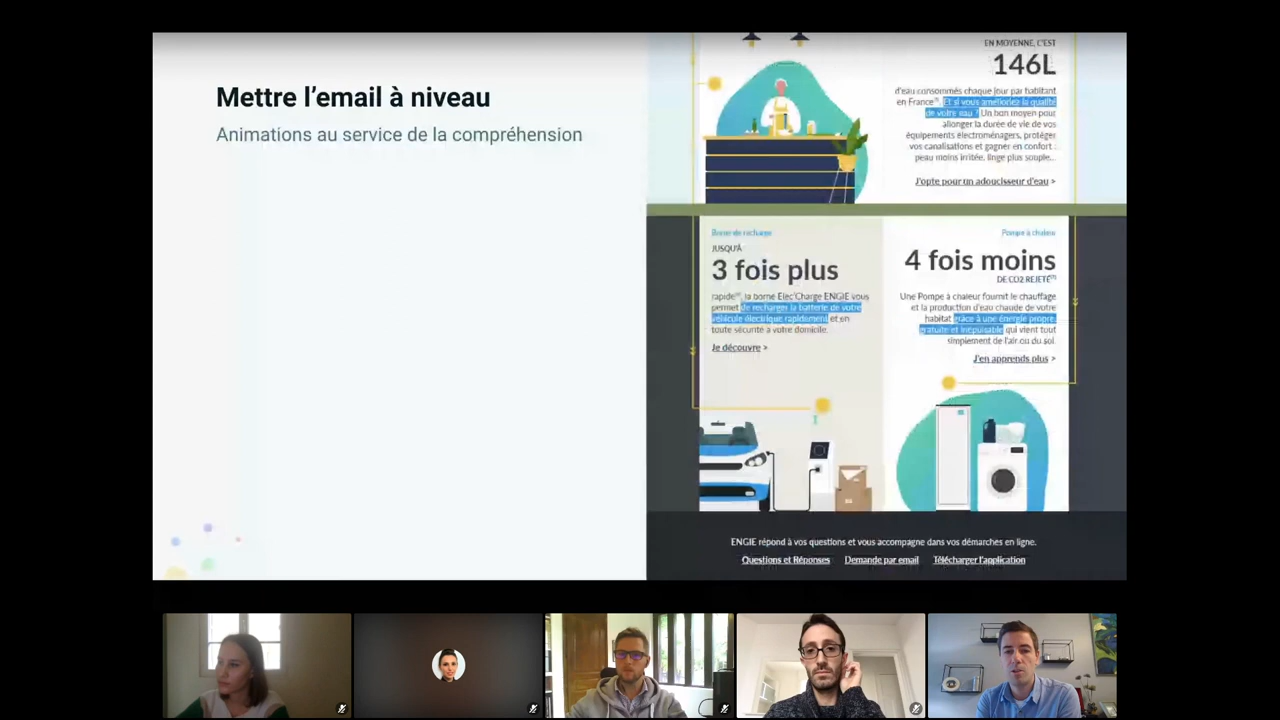 Mettre l’email à niveau
Animations au service de la compréhension
EN MOYENNE, C'EST
146L
d'eau consommés chaque jour par habitant
en France⁽⁵⁾. Et si vous amélioriez la qualité
de votre eau ? Un bon moyen pour
allonger la durée de vie de vos
équipements électroménagers, protéger
vos canalisations et gagner en confort :
peau moins irritée, linge plus souple...
J'opte pour un adoucisseur d'eau >
Borne de recharge
JUSQU'À
3 fois plus
rapide⁽⁶⁾, la borne Elec'Charge ENGIE vous
permet de recharger la batterie de votre
véhicule électrique rapidement et en
toute sécurité à votre domicile.
Je découvre >
Pompe à chaleur
4 fois moins
DE CO2 REJETÉ⁽⁷⁾
Une Pompe à chaleur fournit le chauffage
et la production d'eau chaude de votre
habitat grâce à une énergie propre,
gratuite et inépuisable qui vient tout
simplement de l'air ou du sol.
J'en apprends plus >
ENGIE répond à vos questions et vous accompagne dans vos démarches en ligne.
Questions et Réponses Demande par email Télécharger l'application